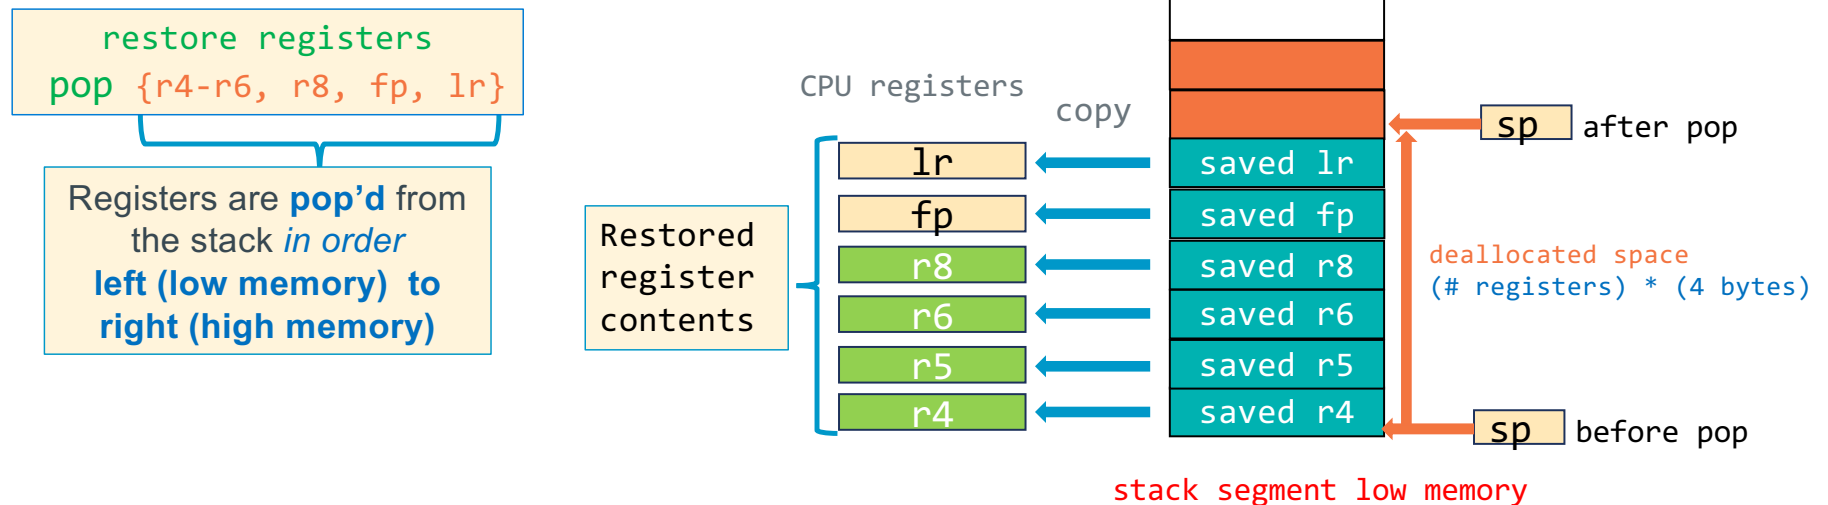 restore registers
pop {r4-r6, r8, fp, lr}
Registers are pop’d from
the stack in order
left (low memory) to
right (high memory)
CPU registers
copy
Restored
register
contents
lr
fp
r8
r6
r5
r4
saved lr
saved fp
saved r8
saved r6
saved r5
saved r4
sp after pop
deallocated space
(# registers) * (4 bytes)
sp before pop
stack segment low memory